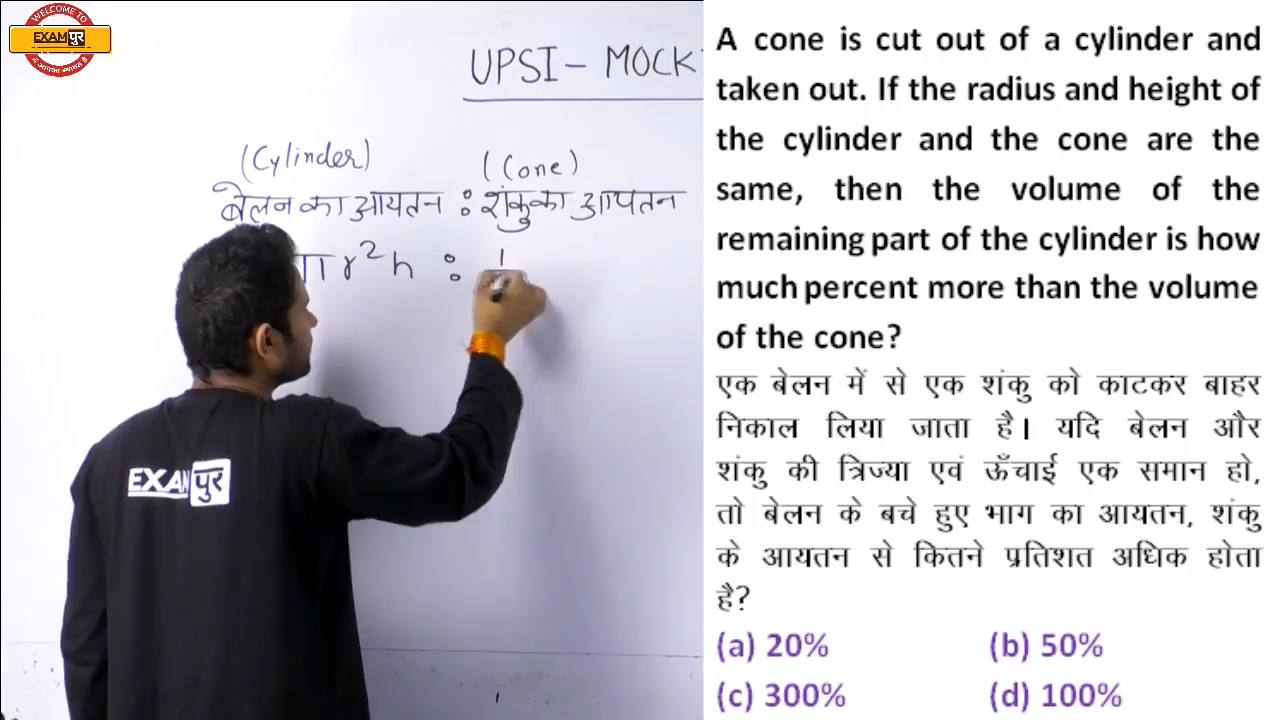 WELCOME TO
EXAMपुर
UPSI - MOCK
(Cylinder) (Cone)
बेलन का आयतन : शंकु का आयतन
πr²h : 1
EXAMपुर
A cone is cut out of a cylinder and
taken out. If the radius and height of
the cylinder and the cone are the
same, then the volume of the
remaining part of the cylinder is how
much percent more than the volume
of the cone?
एक बेलन में से एक शंकु को काटकर बाहर
निकाल लिया जाता है। यदि बेलन और
शंकु की त्रिज्या एवं ऊँचाई एक समान हो,
तो बेलन के बचे हुए भाग का आयतन, शंकु
के आयतन से कितने प्रतिशत अधिक होता
है?
(a) 20% (b) 50%
(c) 300% (d) 100%